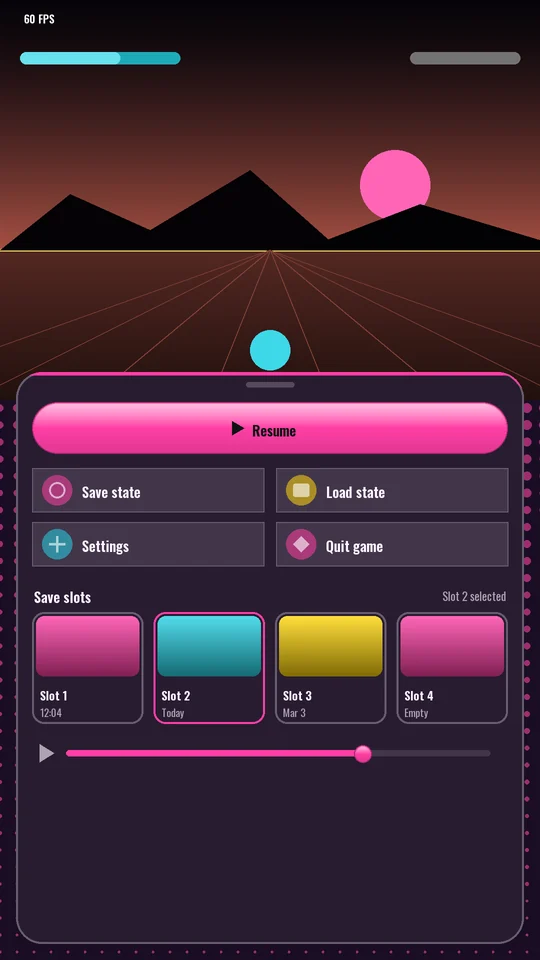 60 FPS
Resume
Save state
Load state
Settings
Quit game
Save slots
Slot 2 selected
Slot 1
12:04
Slot 2
Today
Slot 3
Mar 3
Slot 4
Empty